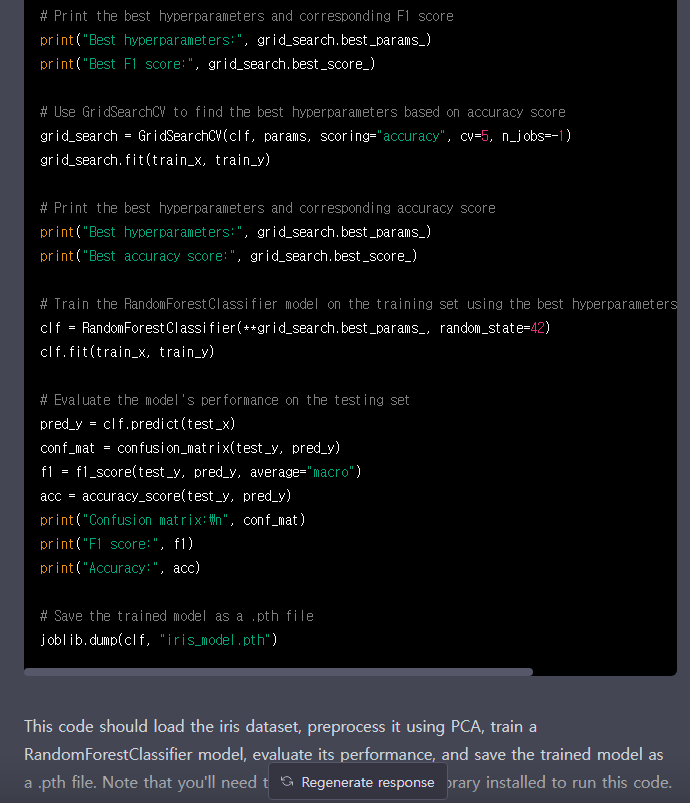 # Print the best hyperparameters and corresponding F1 score
print("Best hyperparameters:", grid_search.best_params_)
print("Best F1 score:", grid_search.best_score_)
# Use GridSearchCV to find the best hyperparameters based on accuracy score
grid_search = GridSearchCV(clf, params, scoring="accuracy", cv=5, n_jobs=-1)
grid_search.fit(train_x, train_y)
# Print the best hyperparameters and corresponding accuracy score
print("Best hyperparameters:", grid_search.best_params_)
print("Best accuracy score:", grid_search.best_score_)
# Train the RandomForestClassifier model on the training set using the best hyperparameters
clf = RandomForestClassifier(**grid_search.best_params_, random_state=42)
clf.fit(train_x, train_y)
# Evaluate the model's performance on the testing set
pred_y = clf.predict(test_x)
conf_mat = confusion_matrix(test_y, pred_y)
f1 = f1_score(test_y, pred_y, average="macro")
acc = accuracy_score(test_y, pred_y)
print("Confusion matrix:₩n", conf_mat)
print("F1 score:", f1)
print("Accuracy:", acc)
# Save the trained model as a .pth file
joblib.dump(clf, "iris_model.pth")
This code should load the iris dataset, preprocess it using PCA, train a
RandomForestClassifier model, evaluate its performance, and save the trained model as
a .pth file. Note that you'll need installed to run this code.
Regenerate response